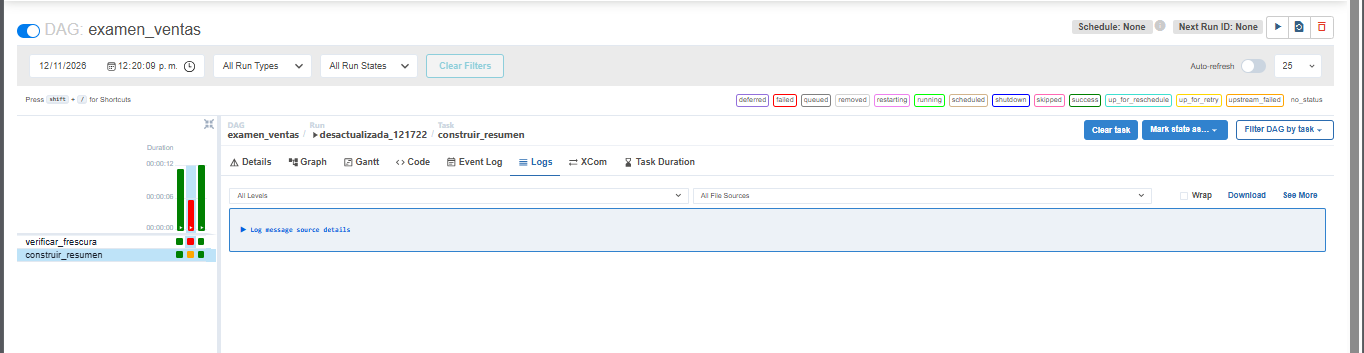 DAG: examen_ventas
Schedule: None
Next Run ID: None
12/11/2026 12:20:09 p. m.
All Run Types
All Run States
Clear Filters
Auto-refresh
25
Press shift + / for Shortcuts
deferred failed queued removed restarting running scheduled shutdown skipped success up_for_reschedule up_for_retry upstream_failed no_status
DAG
examen_ventas /
Run
desactualizada_121722 /
Task
construir_resumen
Clear task
Mark state as...
Filter DAG by task
Duration
00:00:12
00:00:06
00:00:00
verificar_frescura
construir_resumen
Details Graph Gantt Code Event Log Logs XCom Task Duration
All Levels
All File Sources
Wrap
Download
See More
Log message source details